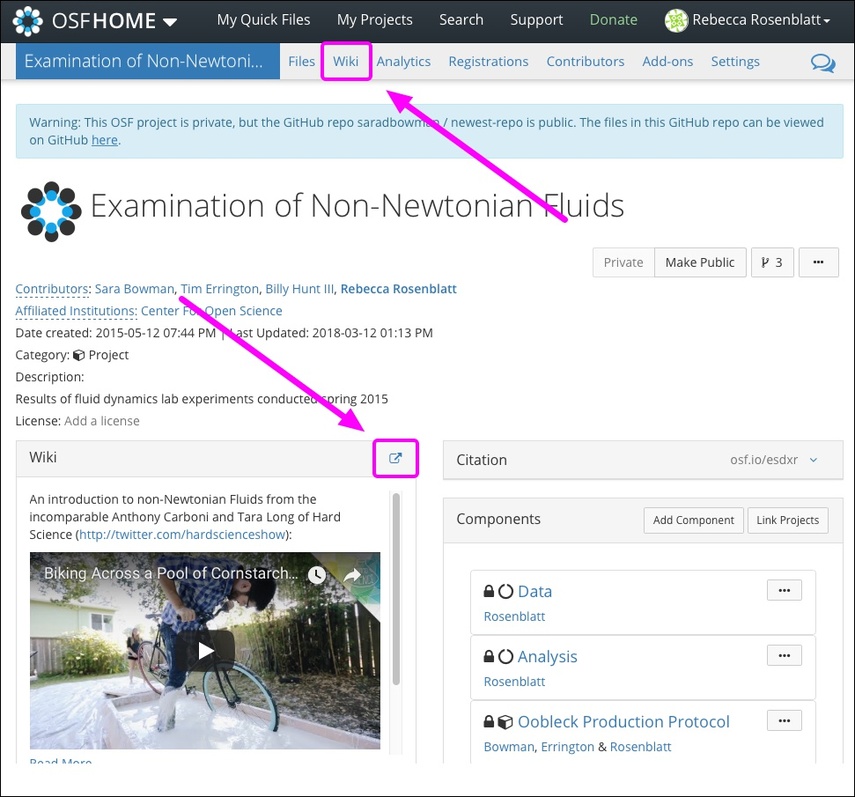 OSFHOME My Quick Files My Projects Search Support Donate Rebecca Rosenblatt
Examination of Non-Newtoni... Files Wiki Analytics Registrations Contributors Add-ons Settings
Warning: This OSF project is private, but the GitHub repo saradbowman / newest-repo is public. The files in this GitHub repo can be viewed
on GitHub here.
Examination of Non-Newtonian Fluids
Private Make Public 3 ...
Contributors: Sara Bowman, Tim Errington, Billy Hunt III, Rebecca Rosenblatt
Affiliated Institutions: Center For Open Science
Date created: 2015-05-12 07:44 PM | Last Updated: 2018-03-12 01:13 PM
Category: Project
Description:
Results of fluid dynamics lab experiments conducted spring 2015
License: Add a license
Wiki
An introduction to non-Newtonian Fluids from the
incomparable Anthony Carboni and Tara Long of Hard
Science (http://twitter.com/hardscienceshow):
Biking Across a Pool of Cornstarch...
Read More
Citation osf.io/esdxr
Components Add Component Link Projects
Data ...
Rosenblatt
Analysis ...
Rosenblatt
Oobleck Production Protocol ...
Bowman, Errington & Rosenblatt